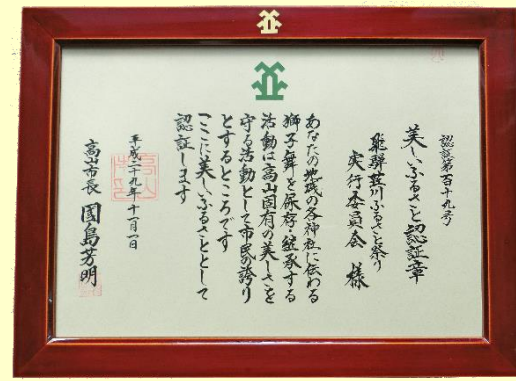 認証第百十九号
美しいふるさと認証章
飛騨荘川ふるさと祭り
実行委員会 様
あなたの地域の各神社に伝わる
獅子舞を保存・継承する
活動は高山固有の美しさを
守る活動として市民の誇り
とするところです
ここに美しいふるさととして
認証します
平成二十九年十一月一日
高山市長 國島芳明